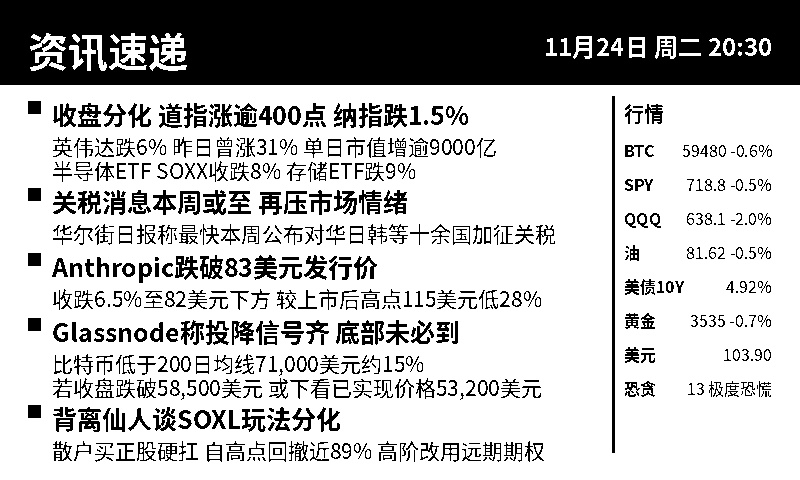 资讯速递
11月24日 周二 20:30
收盘分化 道指涨逾400点 纳指跌1.5%
英伟达跌6% 昨日曾涨31% 单日市值增逾9000亿
半导体ETF SOXX收跌8% 存储ETF跌9%
关税消息本周或至 再压市场情绪
华尔街日报称最快本周公布对华日韩等十余国加征关税
Anthropic跌破83美元发行价
收跌6.5%至82美元下方 较上市后高点115美元低28%
Glassnode称投降信号齐 底部未必到
比特币低于200日均线71,000美元约15%
若收盘跌破58,500美元 或下看已实现价格53,200美元
背离仙人谈SOXL玩法分化
散户买正股硬扛 自高点回撤近89% 高阶改用远期期权
行情
BTC 59480 -0.6%
SPY 718.8 -0.5%
QQQ 638.1 -2.0%
油 81.62 -0.5%
美债10Y 4.92%
黄金 3535 -0.7%
美元 103.90
恐贪 13 极度恐慌